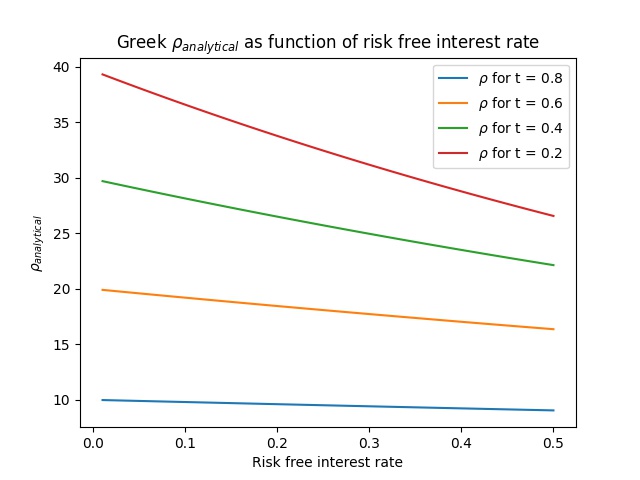 Greek ρanalytical as function of risk free interest rate
40
35
30
25
20
15
10
ρanalytical
ρ for t = 0.8
ρ for t = 0.6
ρ for t = 0.4
ρ for t = 0.2
0.0 0.1 0.2 0.3 0.4 0.5
Risk free interest rate